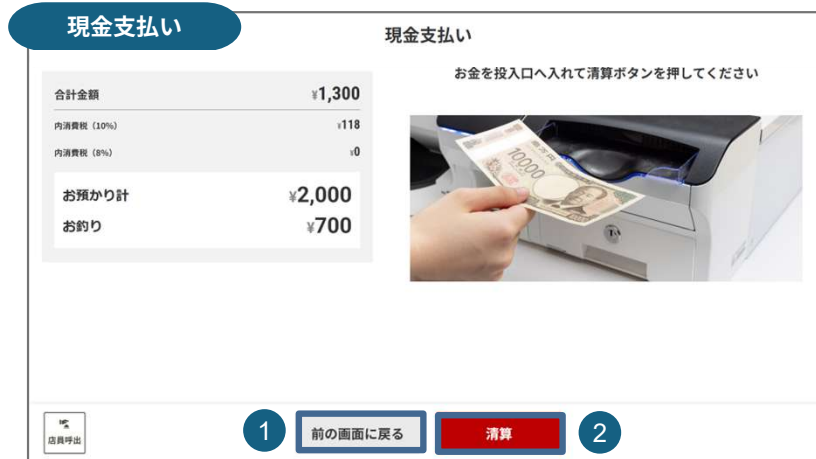 現金支払い
現金支払い
お金を投入口へ入れて清算ボタンを押してください
合計金額 ¥1,300
内消費税（10%） ¥118
内消費税（8%） ¥0
お預かり計 ¥2,000
お釣り ¥700
10000
店員呼出
1 前の画面に戻る 清算 2